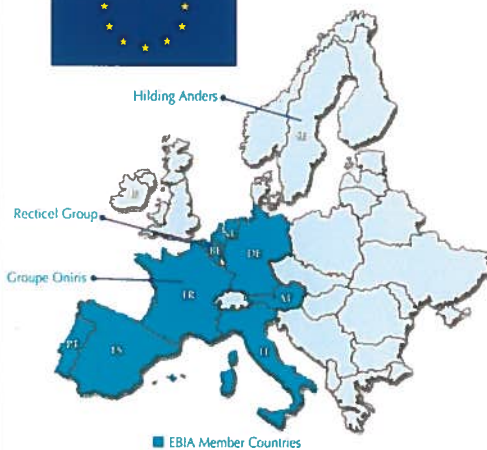 Hilding Anders
SE
Recticel Group
NL
BE
DE
Groupe Oniris
FR
AT
PT
ES
IT
EBIA Member Countries